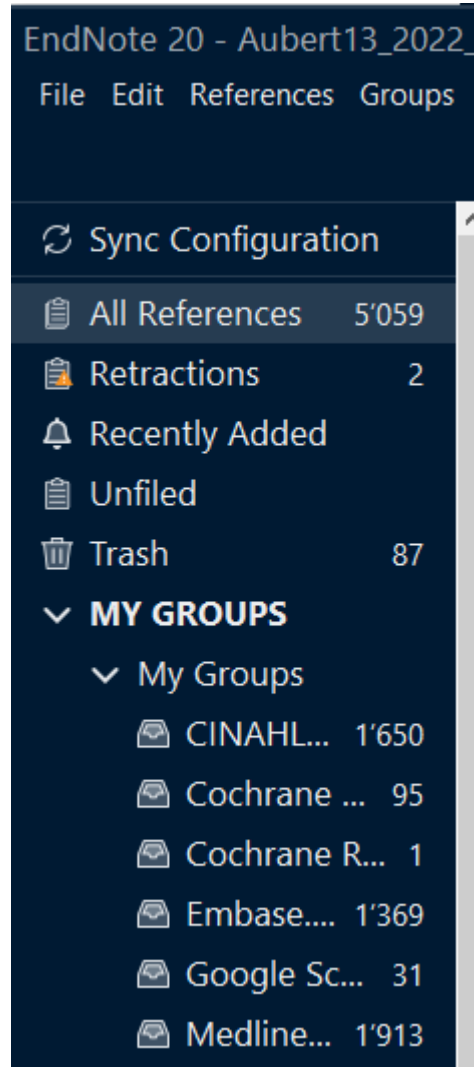 EndNote 20 - Aubert13_2022_
File Edit References Groups
Sync Configuration
All References 5’059
Retractions 2
Recently Added
Unfiled
Trash 87
MY GROUPS
My Groups
CINAHL... 1’650
Cochrane ... 95
Cochrane R... 1
Embase.... 1’369
Google Sc... 31
Medline... 1’913